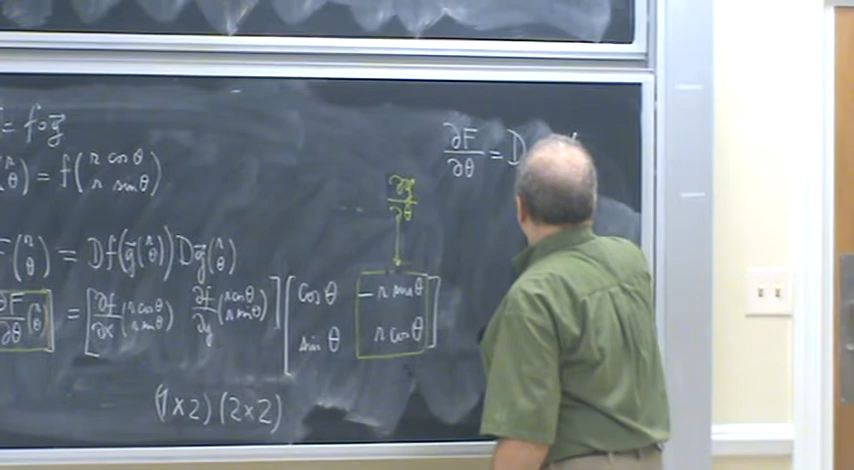 = f∘g⃗
(r θ) = f(r cos θ r sin θ)
F(r θ) = Df(g⃗(r θ)) Dg⃗(r θ)
∂F/∂θ (r θ) = [∂f/∂x (r cos θ r sin θ) ∂f/∂y (r cos θ r sin θ)] [cos θ −r sin θ
sin θ r cos θ]
(1×2)(2×2)
∂g⃗/∂θ
∂F/∂θ = D